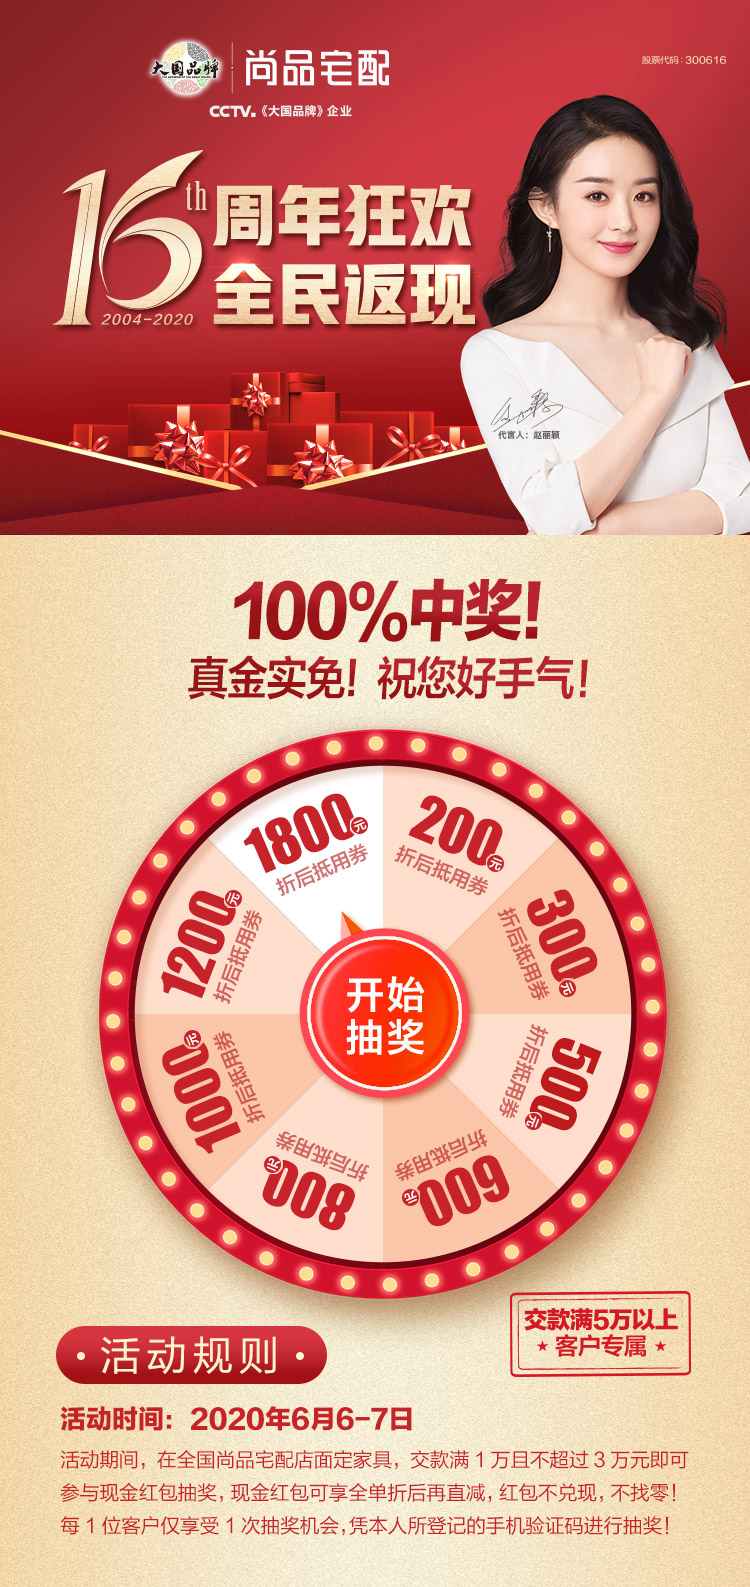 大国品牌
尚品宅配
股票代码：300616
CCTV.《大国品牌》企业
16th周年狂欢
全民返现
2004-2020
代言人：赵丽颖
100%中奖！
真金实免！祝您好手气！
1800元
折后抵用券
200元
折后抵用券
300元
折后抵用券
500元
折后抵用券
600元
折后抵用券
800元
折后抵用券
1000元
折后抵用券
1200元
折后抵用券
开始
抽奖
交款满5万以上
★ 客户专属 ★
· 活动规则 ·
活动时间：2020年6月6-7日
活动期间，在全国尚品宅配店面定家具，交款满 1 万且不超过 3 万元即可
参与现金红包抽奖，现金红包可享全单折后再直减，红包不兑现，不找零！
每 1 位客户仅享受 1 次抽奖机会，凭本人所登记的手机验证码进行抽奖！